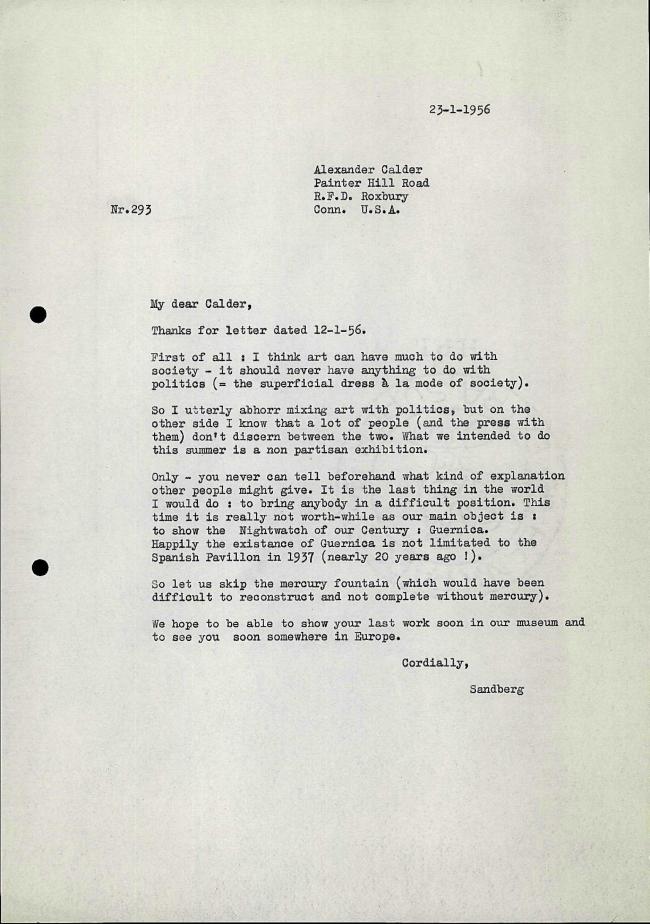 23-1-1956
Alexander Calder
Painter Hill Road
R.F.D. Roxbury
Nr.293
Conn. U.S.A.
My dear Calder,
Thanks for letter dated 12-1-56.
First of all : I think art can have much to do with
society - it should never have anything to do with
politics (= the superficial dress à la mode of society).
So I utterly abhorr mixing art with politics, but on the
other side I know that a lot of people (and the press with
them) don't discern between the two. What we intended to do
this summer is a non partisan exhibition.
Only - you never can tell beforehand what kind of explanation
other people might give. It is the last thing in the world
I would do : to bring anybody in a difficult position. This
time it is really not worth-while as our main object is :
to show the Nightwatch of our Century : Guernica.
Happily the existance of Guernica is not limitated to the
Spanish Pavillon in 1937 (nearly 20 years ago !).
So let us skip the mercury fountain (which would have been
difficult to reconstruct and not complete without mercury).
We hope to be able to show your last work soon in our museum and
to see you soon somewhere in Europe.
Cordially,
Sandberg